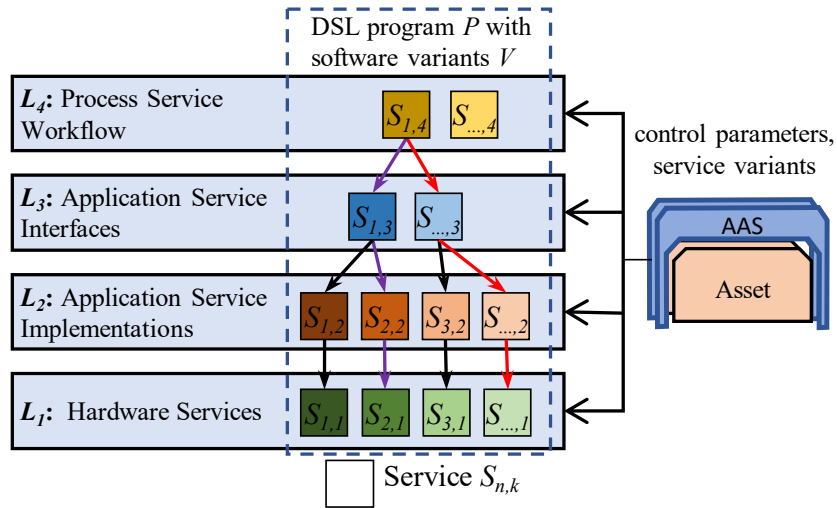 DSL program P with
software variants V
L4: Process Service
Workflow
S1,4
S...,4
control parameters,
service variants
L3: Application Service
Interfaces
S1,3
S...,3
AAS
Asset
L2: Application Service
Implementations
S1,2
S2,2
S3,2
S...,2
L1: Hardware Services
S1,1
S2,1
S3,1
S...,1
Service Sn,k